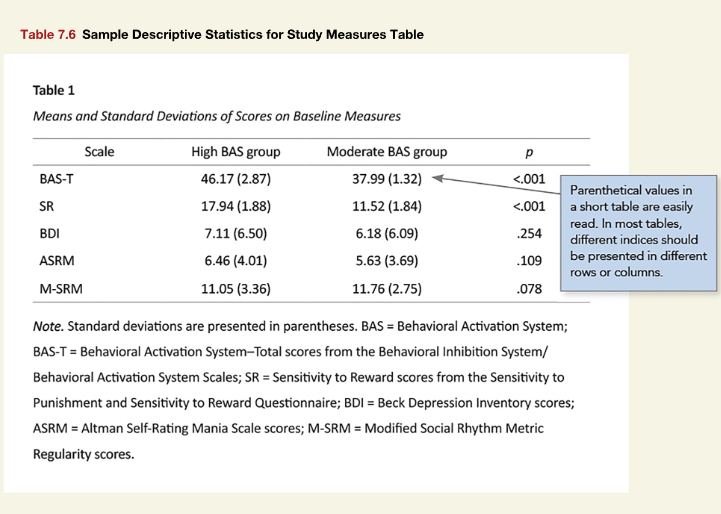 Table 7.6 Sample Descriptive Statistics for Study Measures Table
Table 1
Means and Standard Deviations of Scores on Baseline Measures
Scale High BAS group Moderate BAS group p
BAS-T 46.17 (2.87) 37.99 (1.32) <.001
SR 17.94 (1.88) 11.52 (1.84) <.001
BDI 7.11 (6.50) 6.18 (6.09) .254
ASRM 6.46 (4.01) 5.63 (3.69) .109
M-SRM 11.05 (3.36) 11.76 (2.75) .078
Parenthetical values in
a short table are easily
read. In most tables,
different indices should
be presented in different
rows or columns.
Note. Standard deviations are presented in parentheses. BAS = Behavioral Activation System;
BAS-T = Behavioral Activation System–Total scores from the Behavioral Inhibition System/
Behavioral Activation System Scales; SR = Sensitivity to Reward scores from the Sensitivity to
Punishment and Sensitivity to Reward Questionnaire; BDI = Beck Depression Inventory scores;
ASRM = Altman Self-Rating Mania Scale scores; M-SRM = Modified Social Rhythm Metric
Regularity scores.